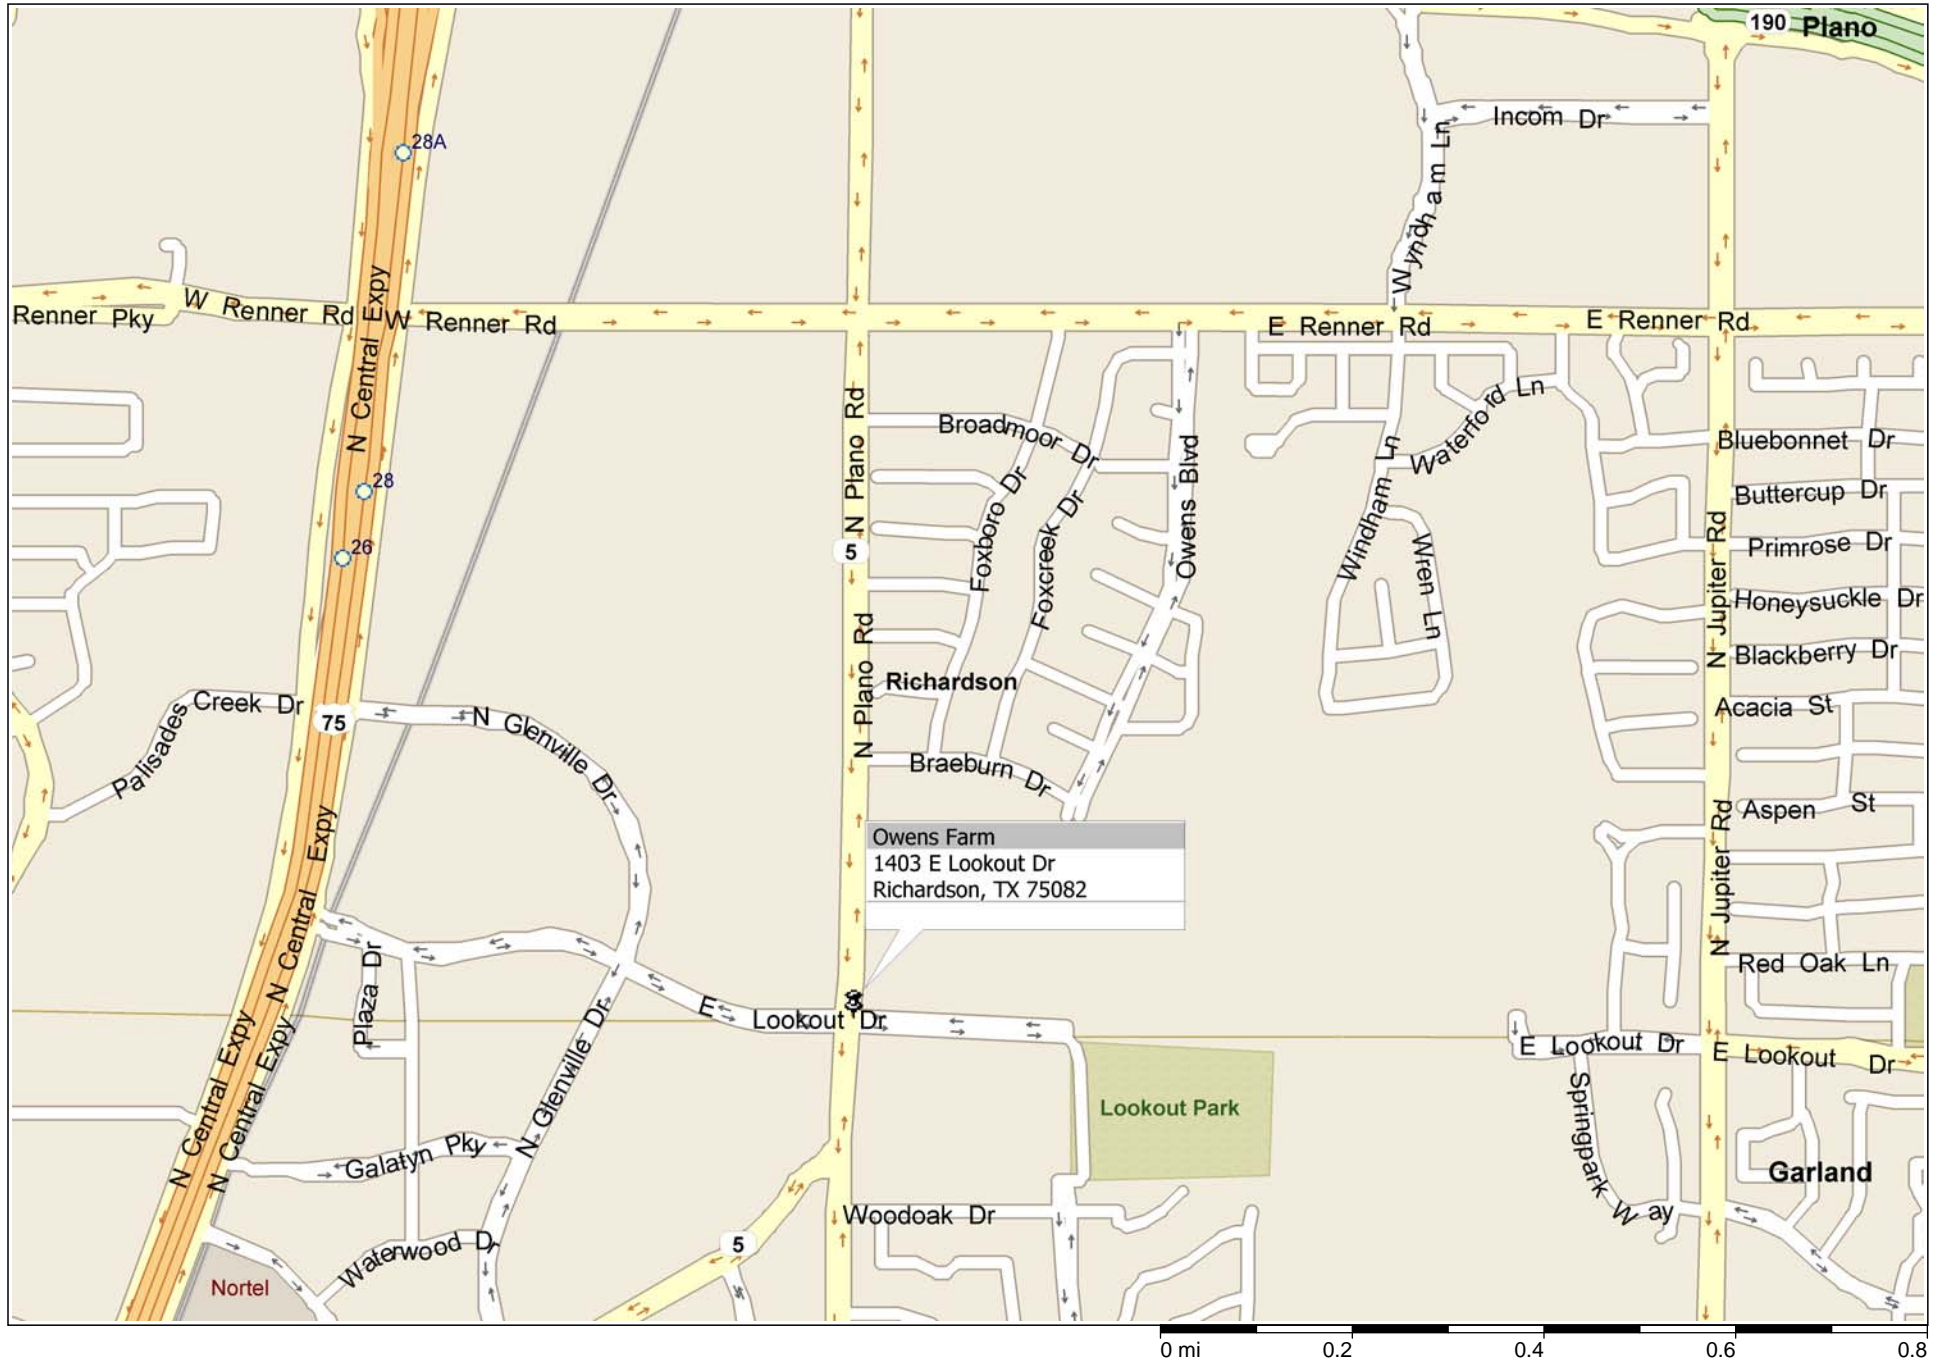 190 Plano
28A
Incom Dr
Wyndham Ln
Renner Pky
W Renner Rd
W Renner Rd
E Renner Rd
E Renner Rd
N Central Expy
28
26
N Plano Rd
5
N Plano Rd
N Plano Rd
Broadmoor Dr
Foxboro Dr
Foxcreek Dr
Owens Blvd
Windham Ln
Waterford Ln
Wren Ln
N Jupiter Rd
Bluebonnet Dr
Buttercup Dr
Primrose Dr
Honeysuckle Dr
Blackberry Dr
Acacia St
Aspen St
Richardson
Palisades Creek Dr
75
N Glenville Dr
Braeburn Dr
Owens Farm
1403 E Lookout Dr
Richardson, TX 75082
N Central Expy
N Jupiter Rd
Red Oak Ln
Plaza Dr
E Lookout Dr
E Lookout Dr
E Lookout Dr
N Central Expy
N Central Expy
N Glenville Dr
Lookout Park
Springpark Way
Garland
Galatyn Pky
Woodoak Dr
5
Waterwood Dr
Nortel
0 mi 0.2 0.4 0.6 0.8